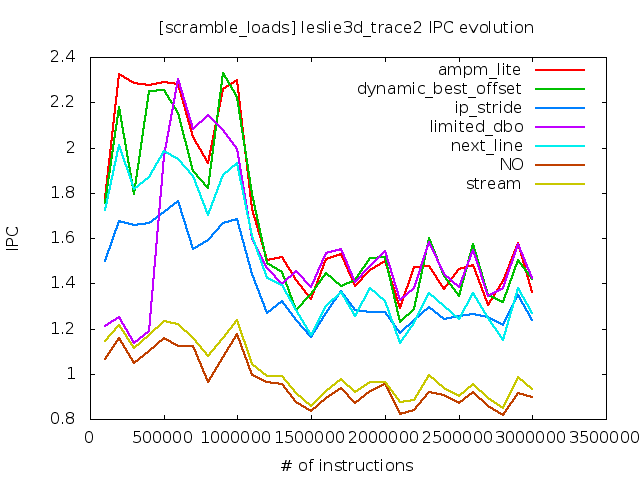 [scramble_loads] leslie3d_trace2 IPC evolution
2.4
2.2
2
1.8
1.6
1.4
1.2
1
0.8
IPC
ampm_lite
dynamic_best_offset
ip_stride
limited_dbo
next_line
NO
stream
0 500000 1000000 1500000 2000000 2500000 3000000 3500000
# of instructions